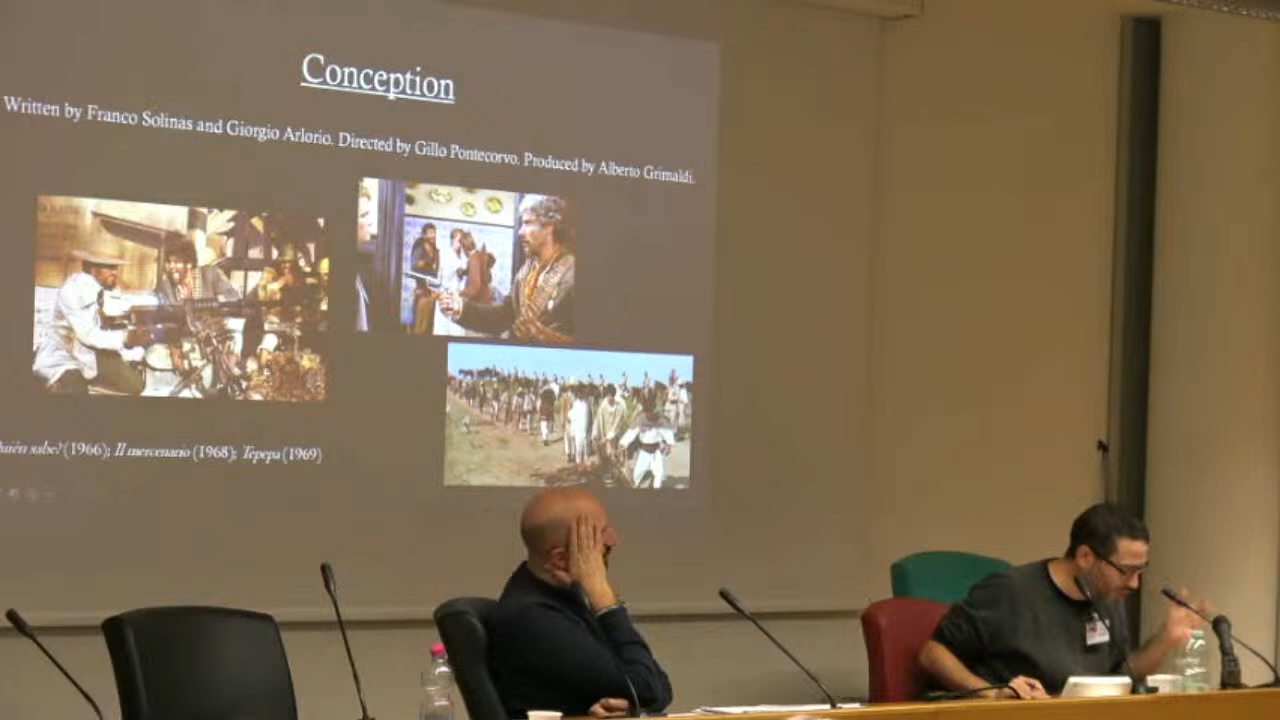 Conception
Written by Franco Solinas and Giorgio Arlorio. Directed by Gillo Pontecorvo. Produced by Alberto Grimaldi.
sabe? (1966); Il mercenario (1968); Tepepa (1969)